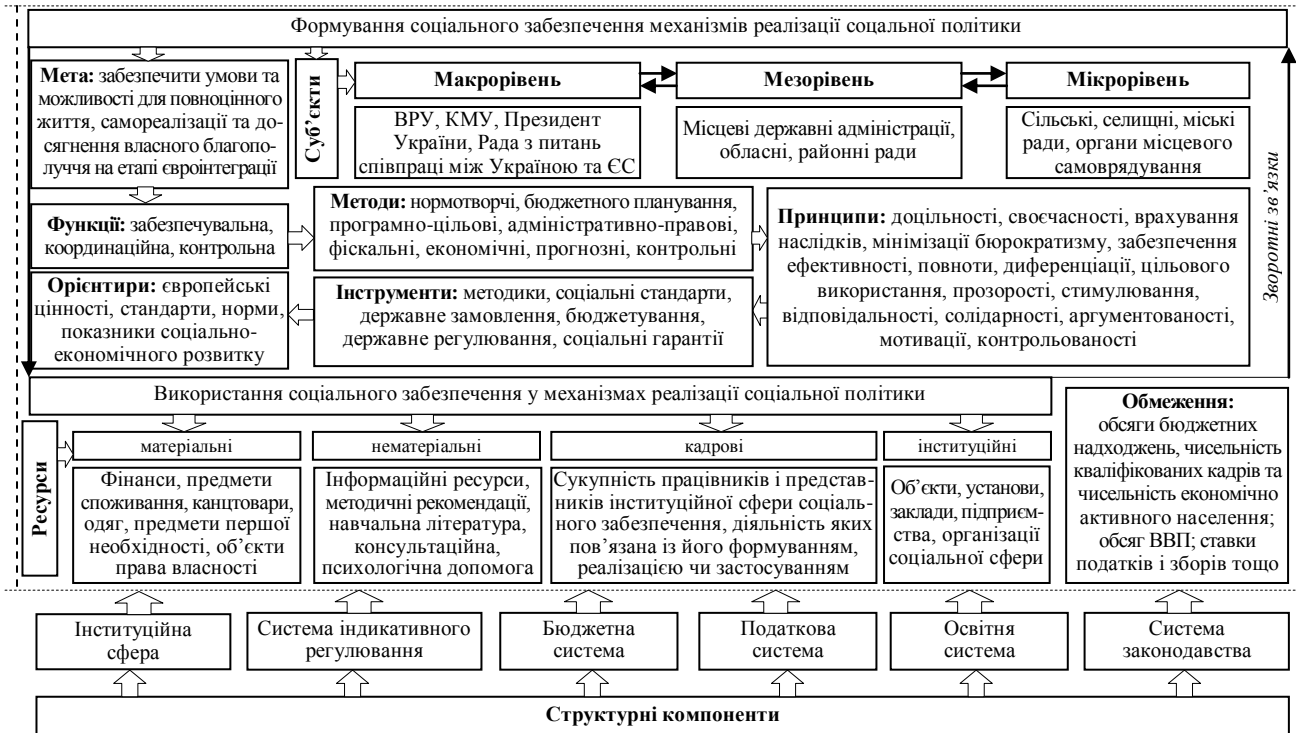 Формування соціального забезпечення механізмів реалізації соцальної політики
Мета: забезпечити умови та
можливості для повноцінного
життя, самореалізації та до-
сягнення власного благопо-
луччя на етапі євроінтеграції
Суб’єкти
Макрорівень
Мезорівень
Мікрорівень
ВРУ, КМУ, Президент
України, Рада з питань
співпраці між Україною та ЄС
Місцеві державні адміністрації,
обласні, районні ради
Сільські, селищні, міські
ради, органи місцевого
самоврядування
Зворотні зв’язки
Функції: забезпечувальна,
координаційна, контрольна
Методи: нормотворчі, бюджетного планування,
програмно-цільові, адміністративно-правові,
фіскальні, економічні, прогнозні, контрольні
Принципи: доцільності, своєчасності, врахування
наслідків, мінімізації бюрократизму, забезпечення
ефективності, повноти, диференціації, цільового
використання, прозорості, стимулювання,
відповідальності, солідарності, аргументованості,
мотивації, контрольованості
Орієнтири: європейські
цінності, стандарти, норми,
показники соціально-
економічного розвитку
Інструменти: методики, соціальні стандарти,
державне замовлення, бюджетування,
державне регулювання, соціальні гарантії
Використання соціального забезпечення у механізмах реалізації соціальної політики
Ресурси
матеріальні
нематеріальні
кадрові
інституційні
Фінанси, предмети
споживання, канцтовари,
одяг, предмети першої
необхідності, об’єкти
права власності
Інформаційні ресурси,
методичні рекомендації,
навчальна література,
консультаційна,
психологічна допомога
Сукупність працівників і представ-
ників інституційної сфери соціаль-
ного забезпечення, діяльність яких
пов’язана із його формуванням,
реалізацією чи застосуванням
Об’єкти, установи,
заклади, підприєм-
ства, організації
соціальної сфери
Обмеження:
обсяги бюджетних
надходжень, чисельність
кваліфікованих кадрів та
чисельність економічно
активного населення;
обсяг ВВП; ставки
податків і зборів тощо
Інституційна
сфера
Система індикативного
регулювання
Бюджетна
система
Податкова
система
Освітня
система
Система
законодавства
Структурні компоненти